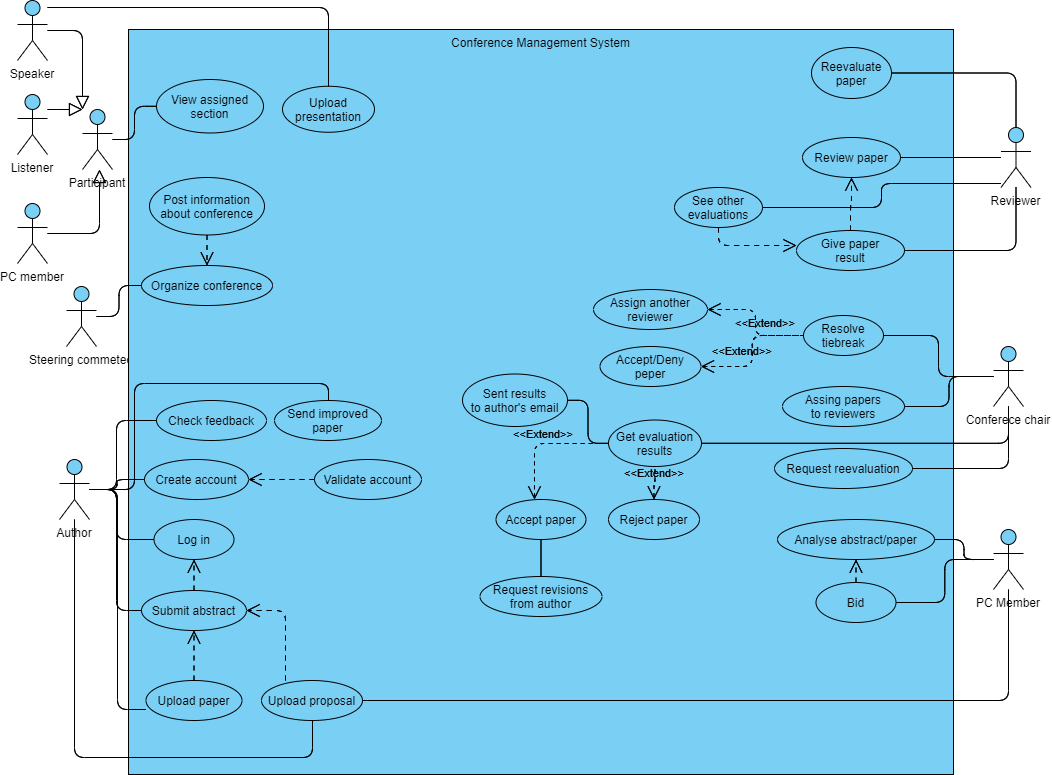 Conference Management System
Speaker
View assigned
section
Upload
presentation
Reevaluate
paper
Listener
Participant
Review paper
Reviewer
Post information
about conference
See other
evaluations
Give paper
result
PC member
Organize conference
Steering commetee
Assign another
reviewer
<<Extend>>
Resolve
tiebreak
<<Extend>>
Accept/Deny
peper
Sent results
to author's email
Assing papers
to reviewers
Conferece chair
Check feedback
Send improved
paper
<<Extend>>
Get evaluation
results
Request reevaluation
<<Extend>>
Create account
Validate account
Author
Log in
Accept paper
Reject paper
Analyse abstract/paper
Submit abstract
Request revisions
from author
Bid
PC Member
Upload paper
Upload proposal